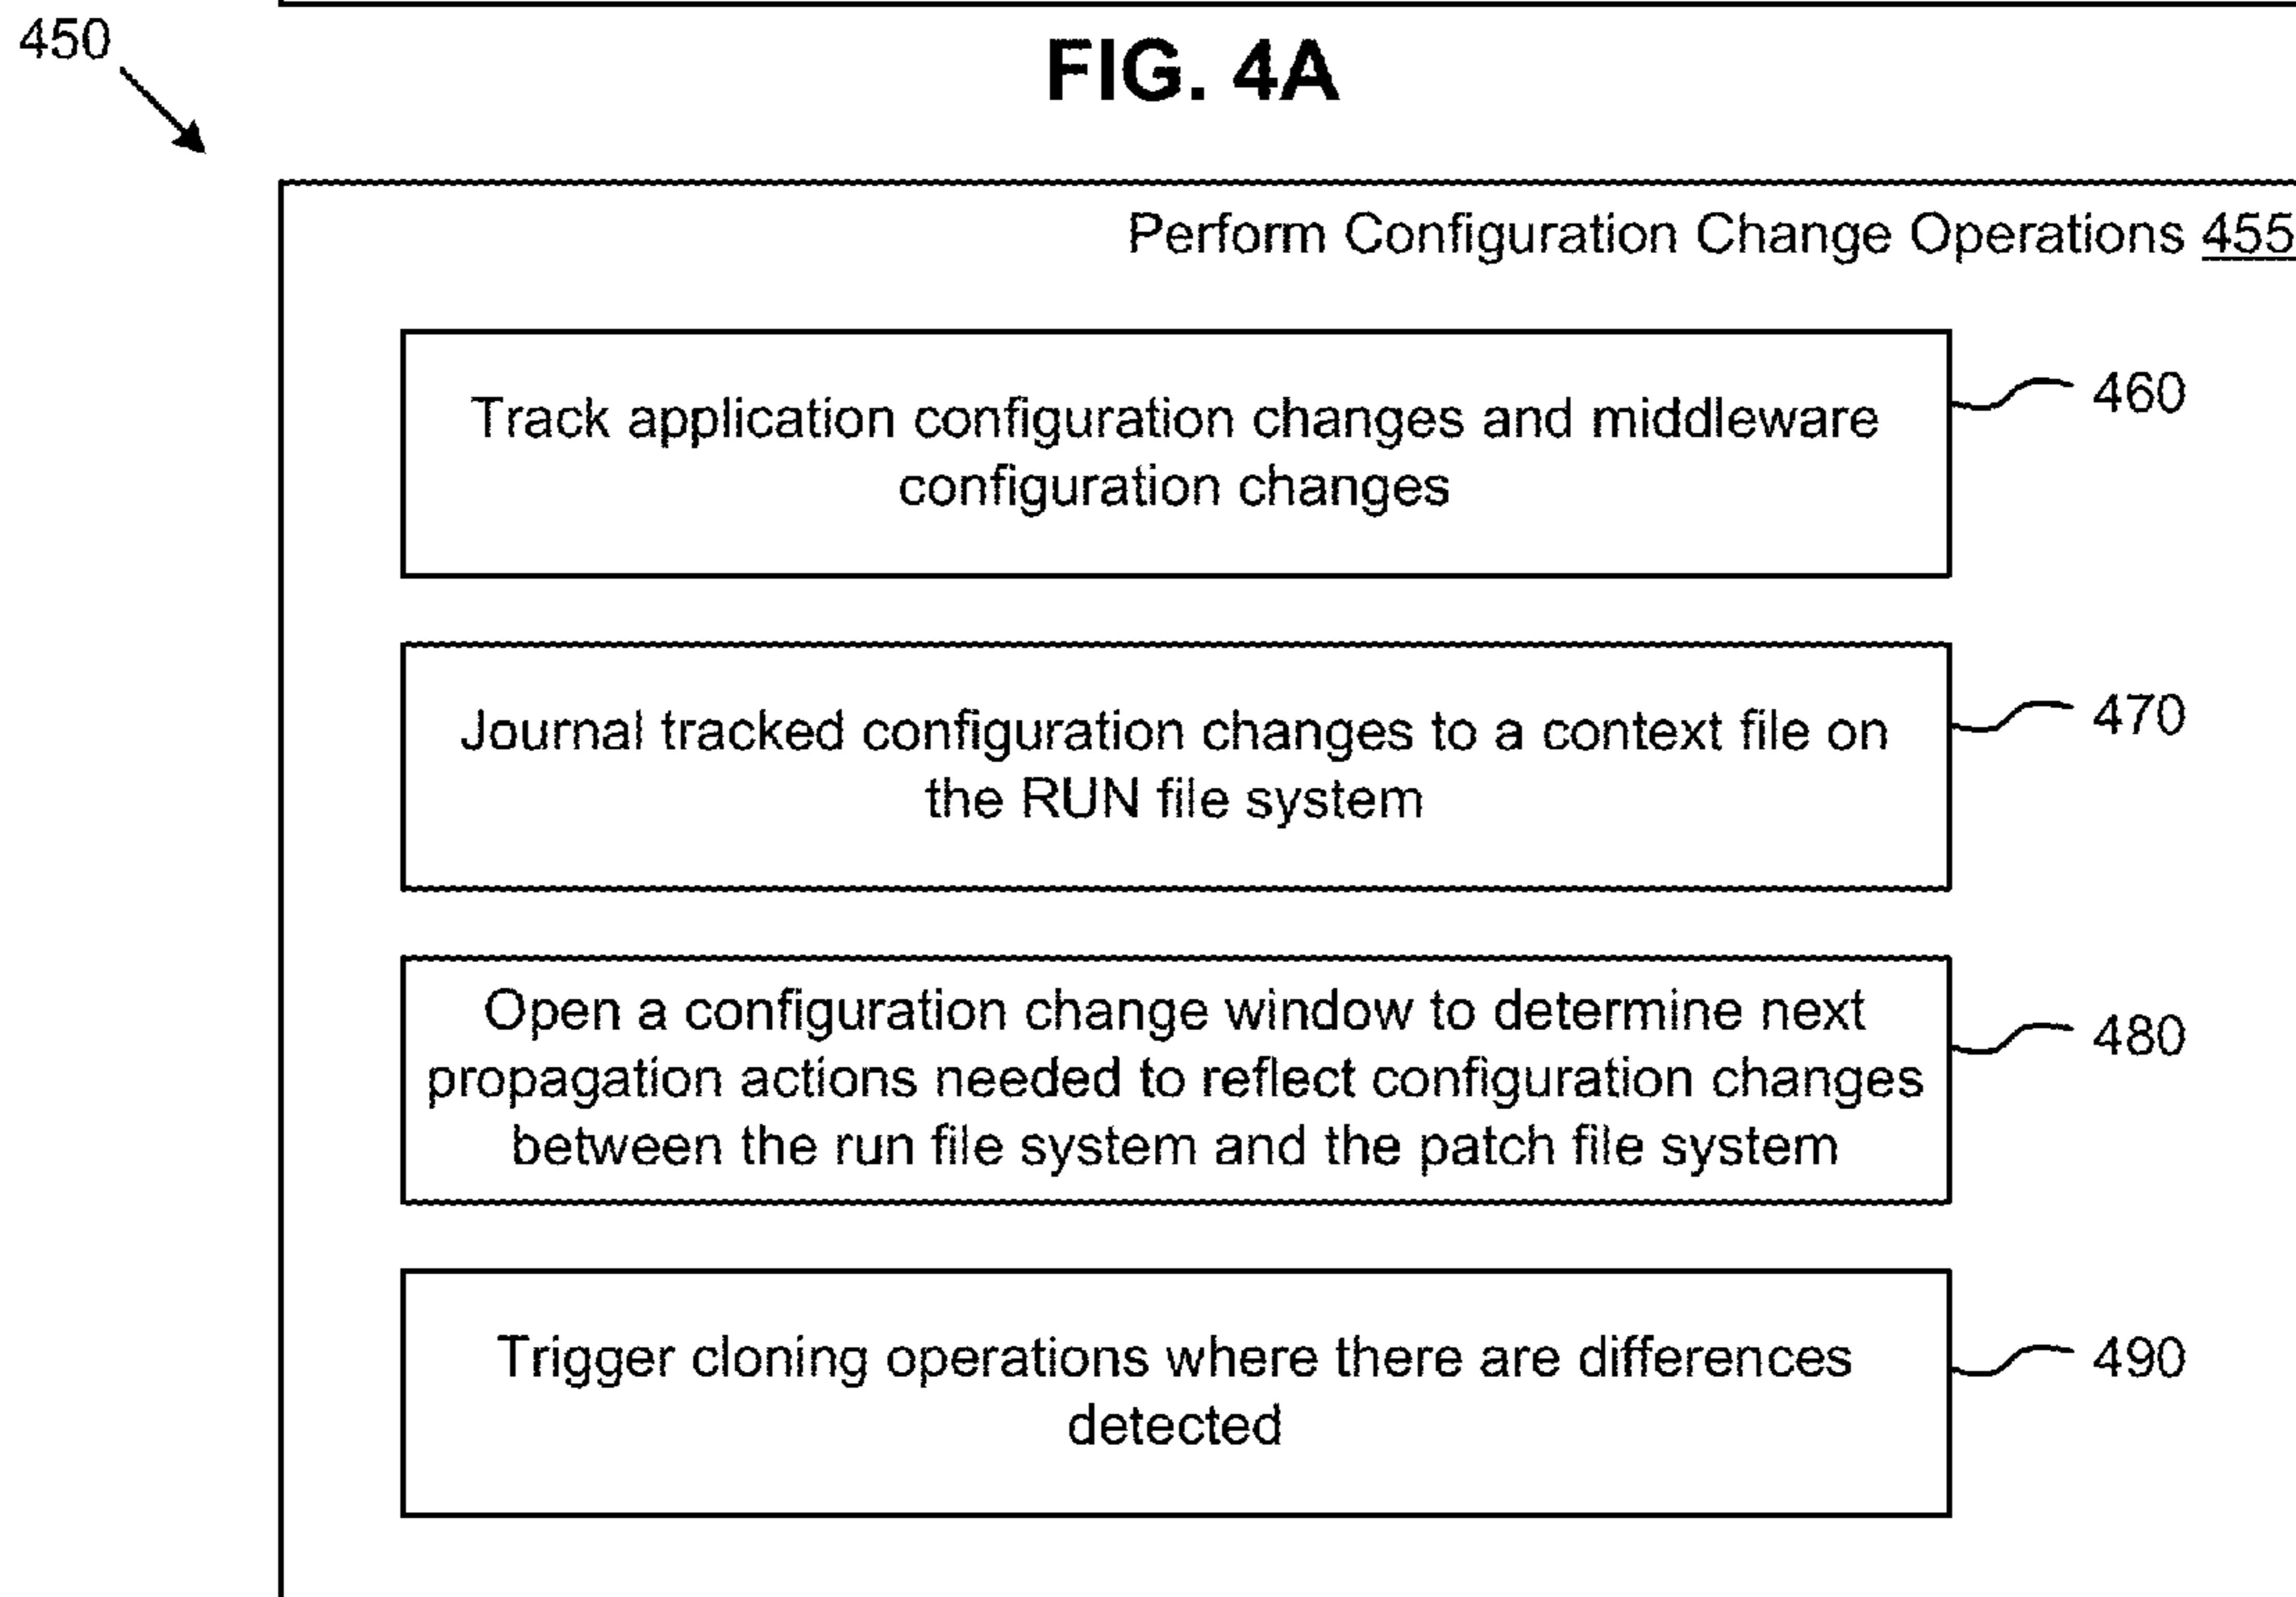 450
FIG. 4A
Perform Configuration Change Operations 455
Track application configuration changes and middleware
configuration changes
460
Journal tracked configuration changes to a context file on
the RUN file system
470
Open a configuration change window to determine next
propagation actions needed to reflect configuration changes
between the run file system and the patch file system
480
Trigger cloning operations where there are differences
detected
490